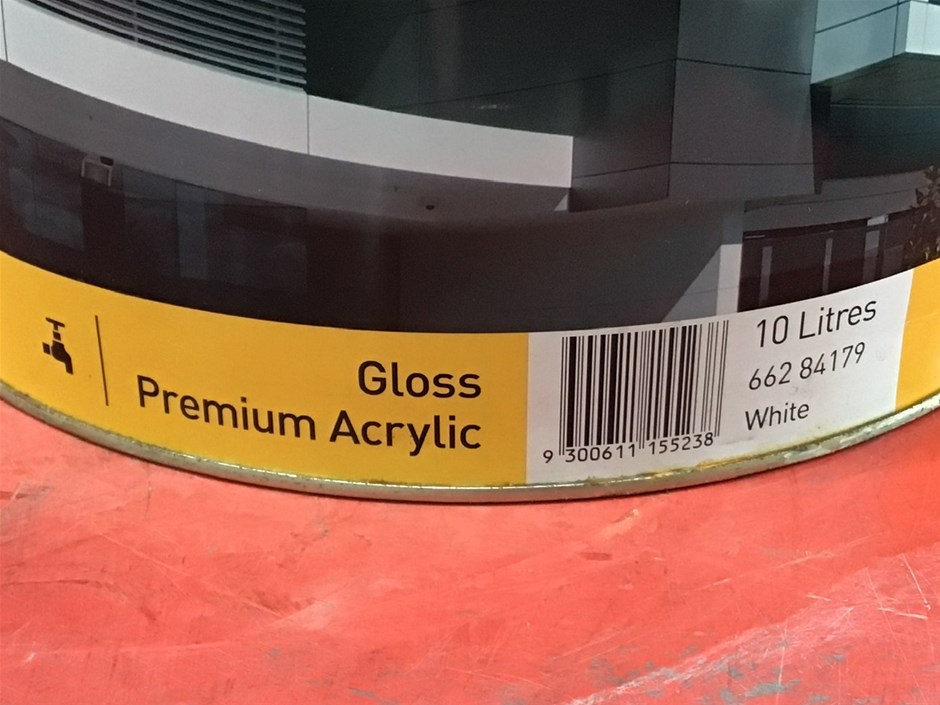 Gloss
Premium Acrylic
10 Litres
662 84179
White
9 300611 155238